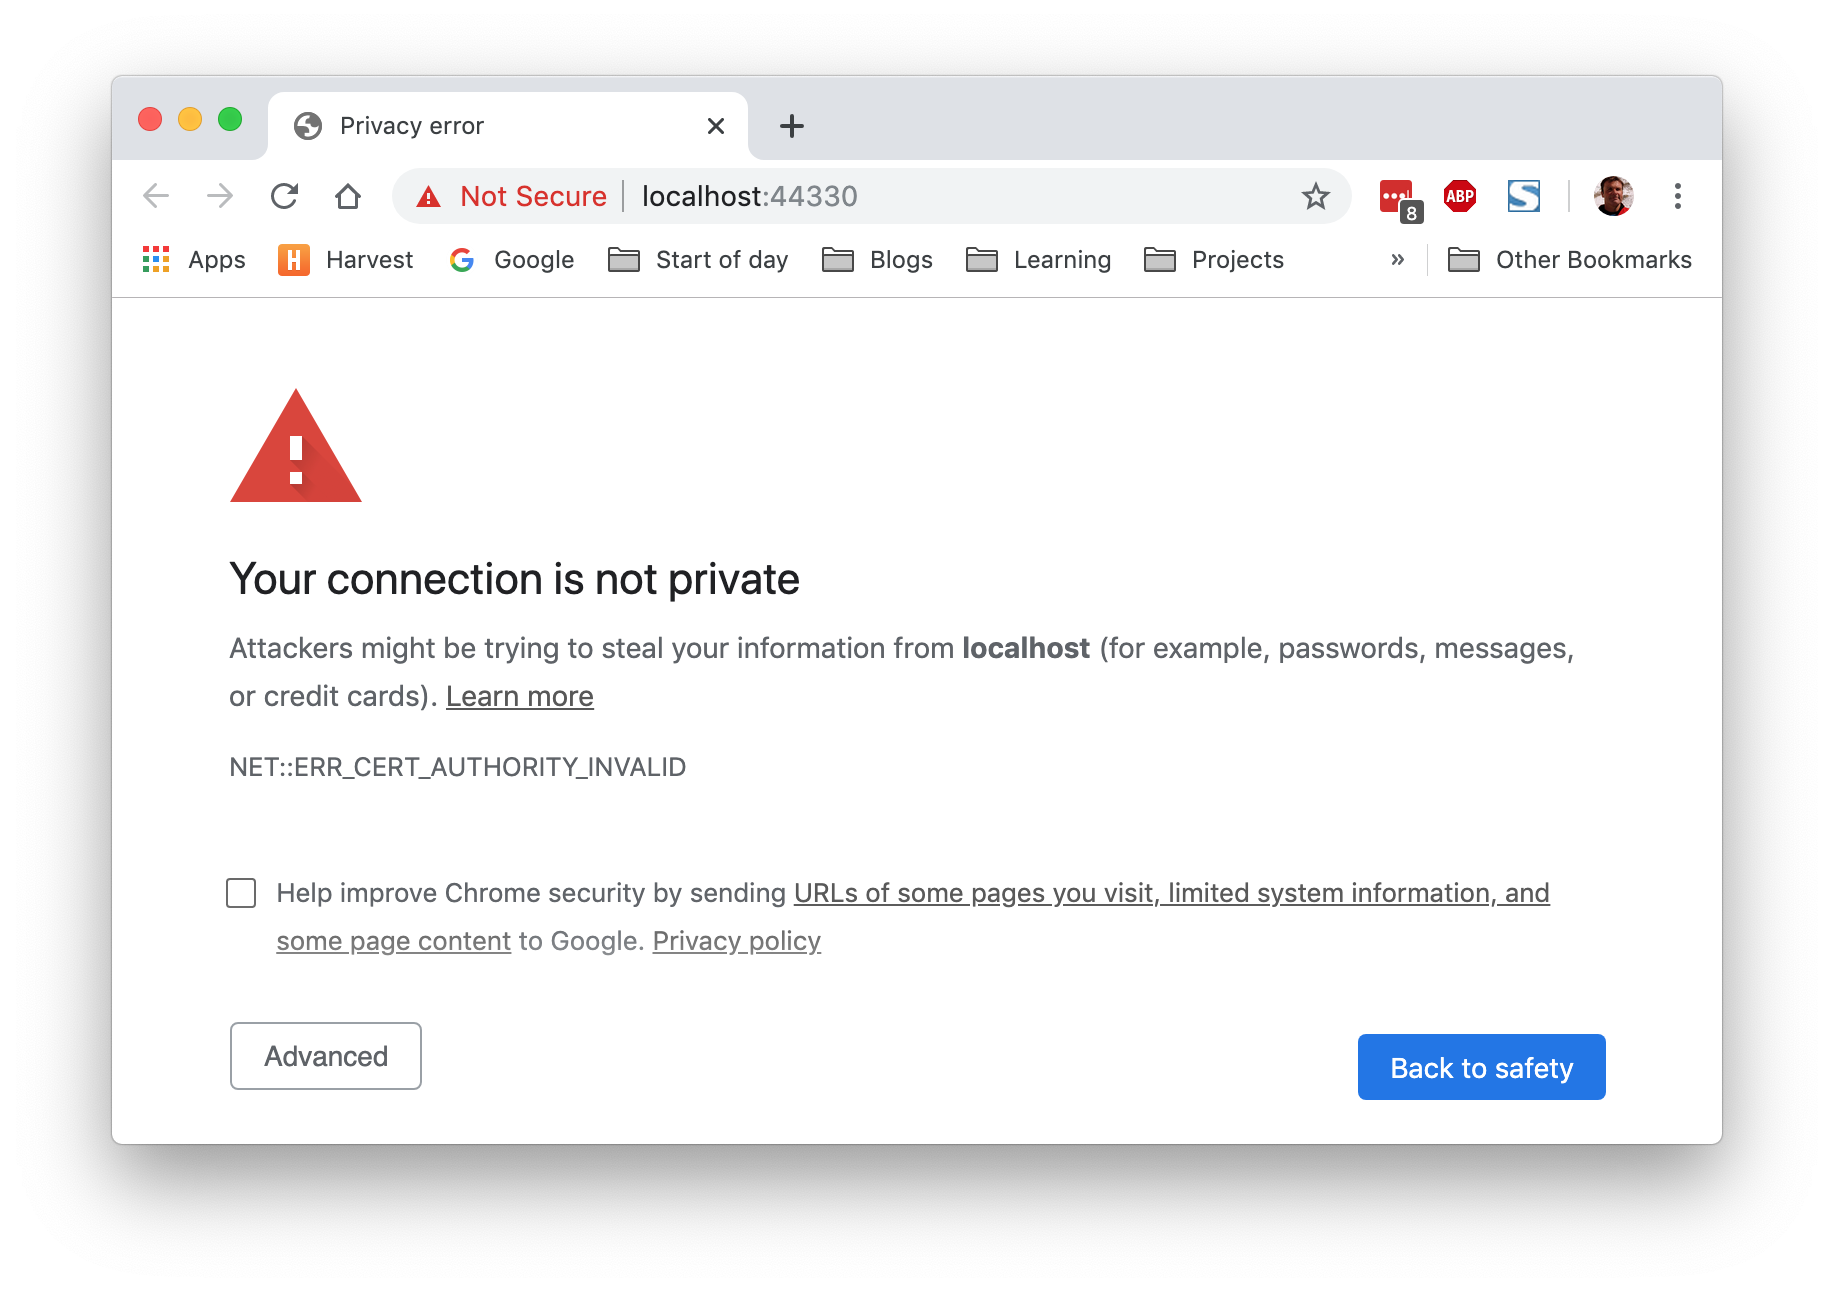 Privacy error
Not Secure localhost:44330
8
ABP
S
Apps H Harvest G Google Start of day Blogs Learning Projects » Other Bookmarks
Your connection is not private
Attackers might be trying to steal your information from localhost (for example, passwords, messages,
or credit cards). Learn more
NET::ERR_CERT_AUTHORITY_INVALID
Help improve Chrome security by sending URLs of some pages you visit, limited system information, and
some page content to Google. Privacy policy
Advanced
Back to safety